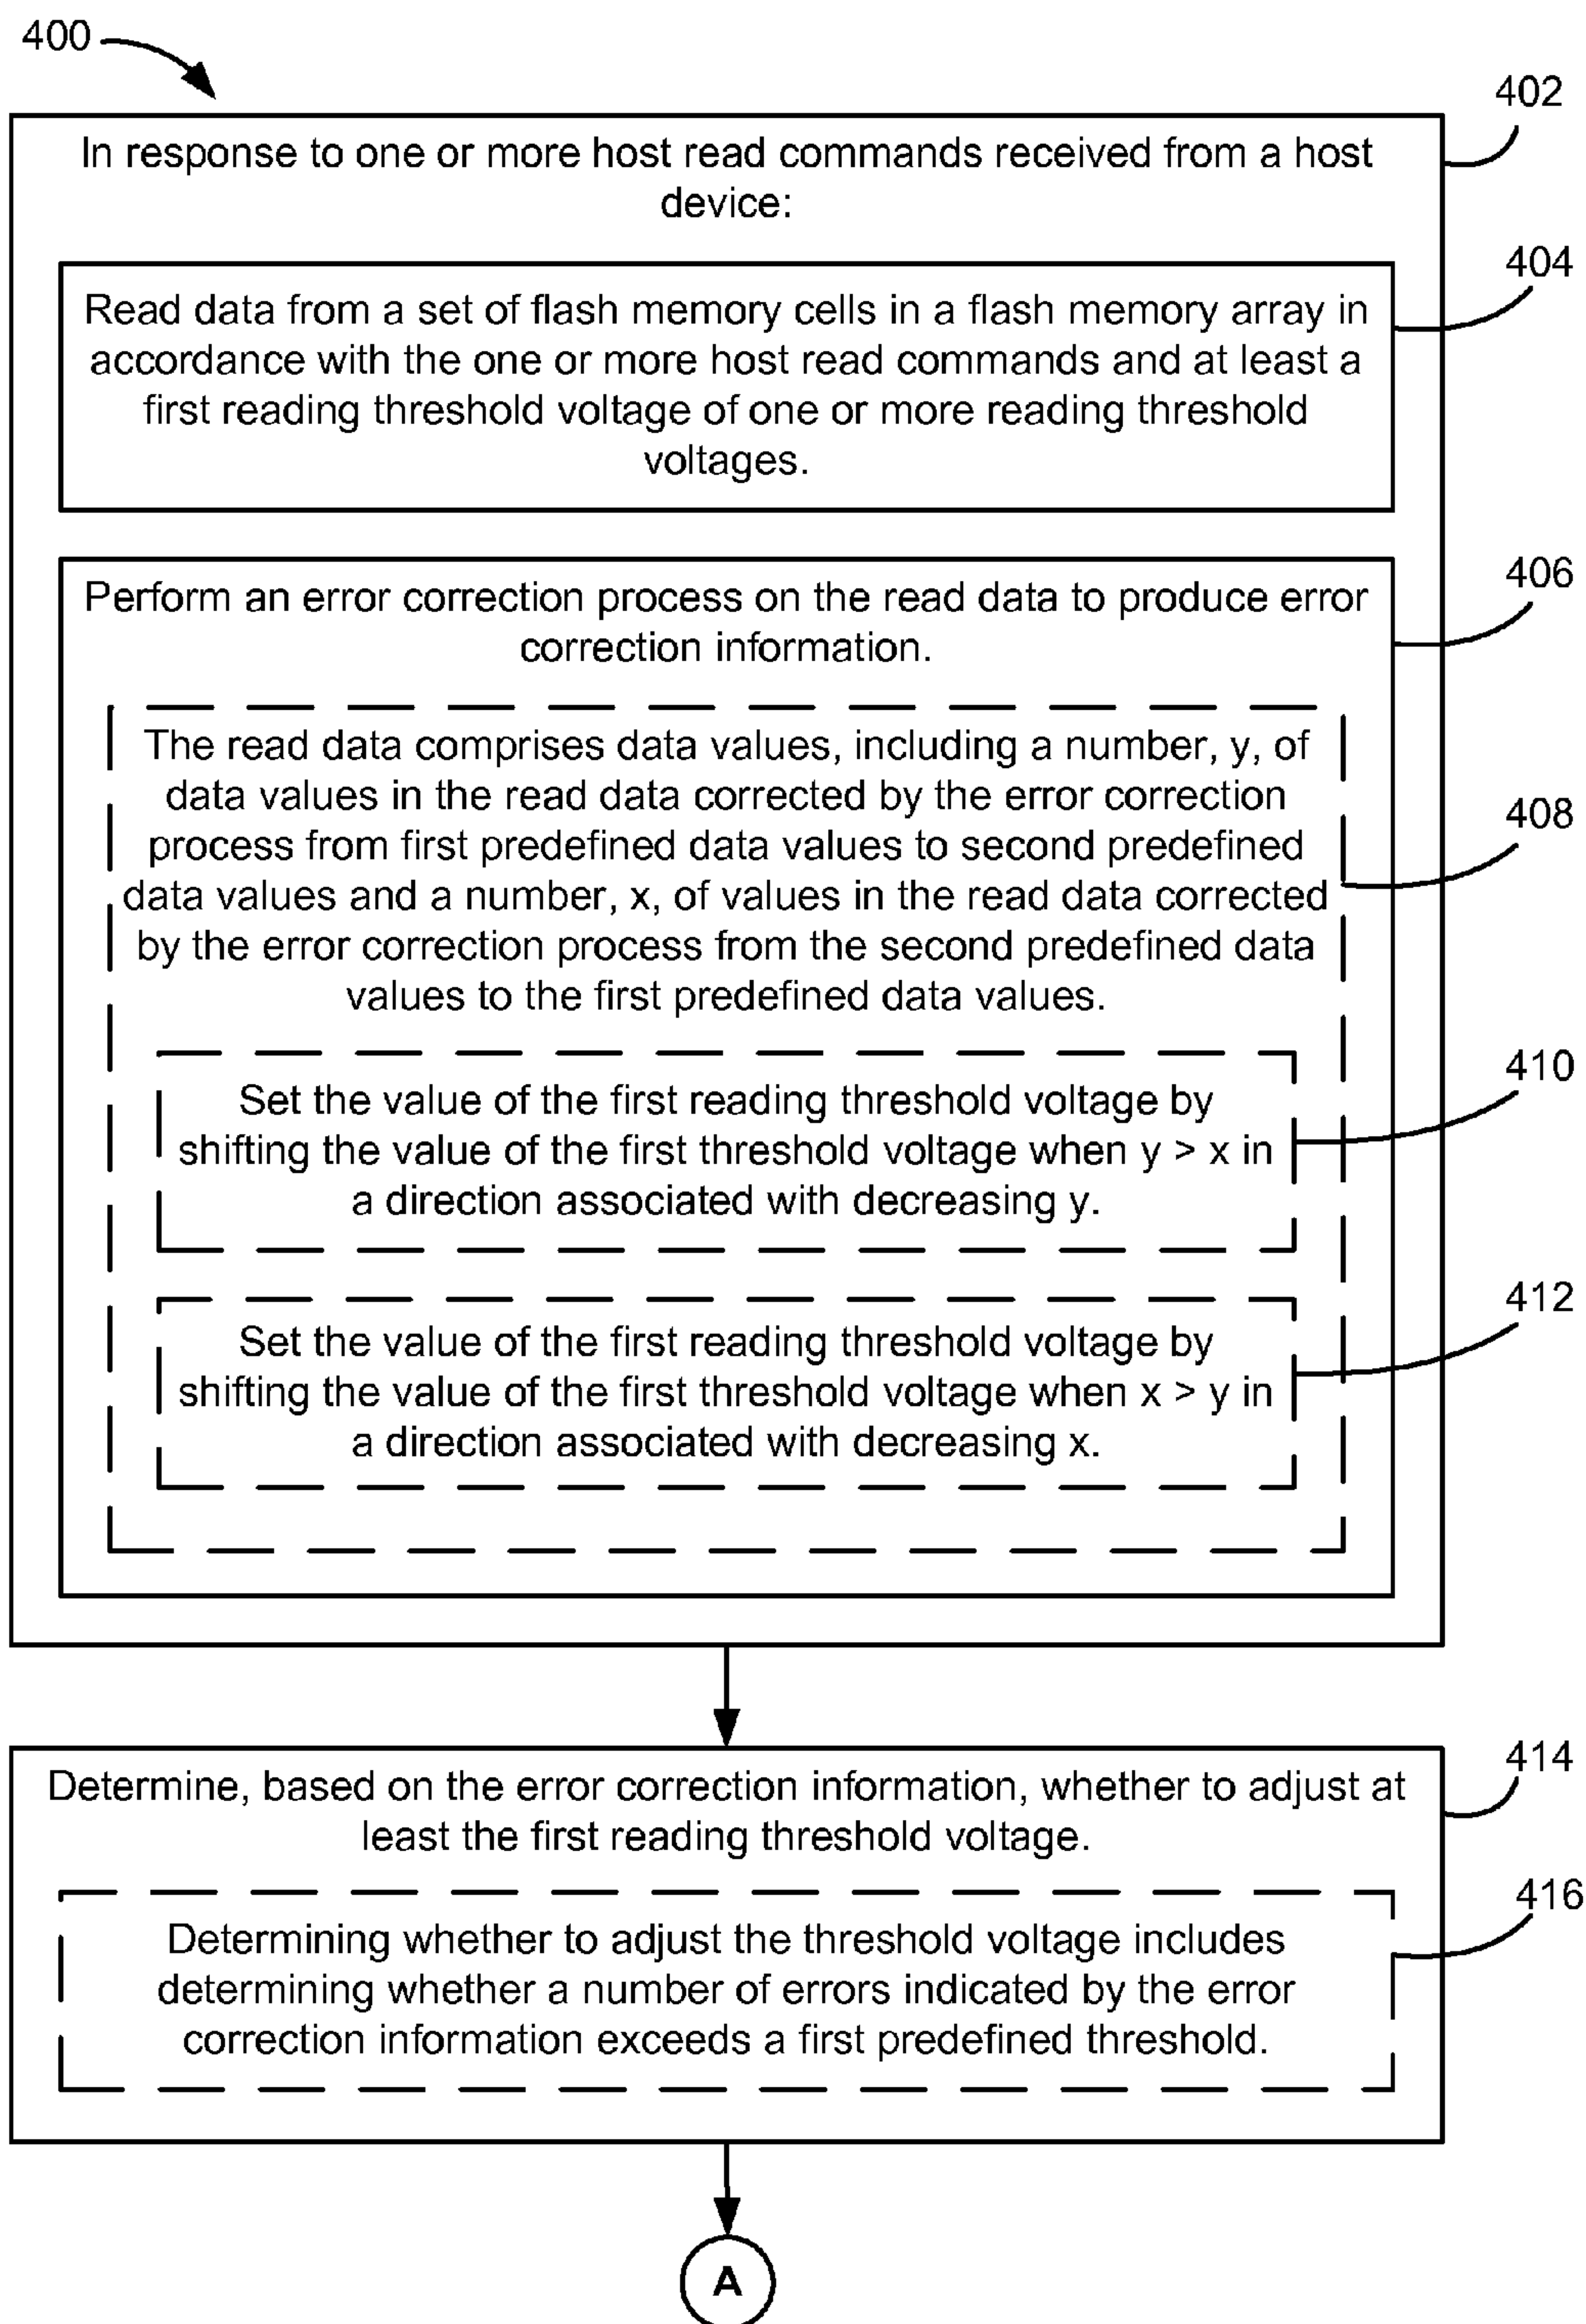 400
402
In response to one or more host read commands received from a host
device:
404
Read data from a set of flash memory cells in a flash memory array in
accordance with the one or more host read commands and at least a
first reading threshold voltage of one or more reading threshold
voltages.
406
Perform an error correction process on the read data to produce error
correction information.
408
The read data comprises data values, including a number, y, of
data values in the read data corrected by the error correction
process from first predefined data values to second predefined
data values and a number, x, of values in the read data corrected
by the error correction process from the second predefined data
values to the first predefined data values.
410
Set the value of the first reading threshold voltage by
shifting the value of the first threshold voltage when y > x in
a direction associated with decreasing y.
412
Set the value of the first reading threshold voltage by
shifting the value of the first threshold voltage when x > y in
a direction associated with decreasing x.
414
Determine, based on the error correction information, whether to adjust at
least the first reading threshold voltage.
416
Determining whether to adjust the threshold voltage includes
determining whether a number of errors indicated by the error
correction information exceeds a first predefined threshold.
A